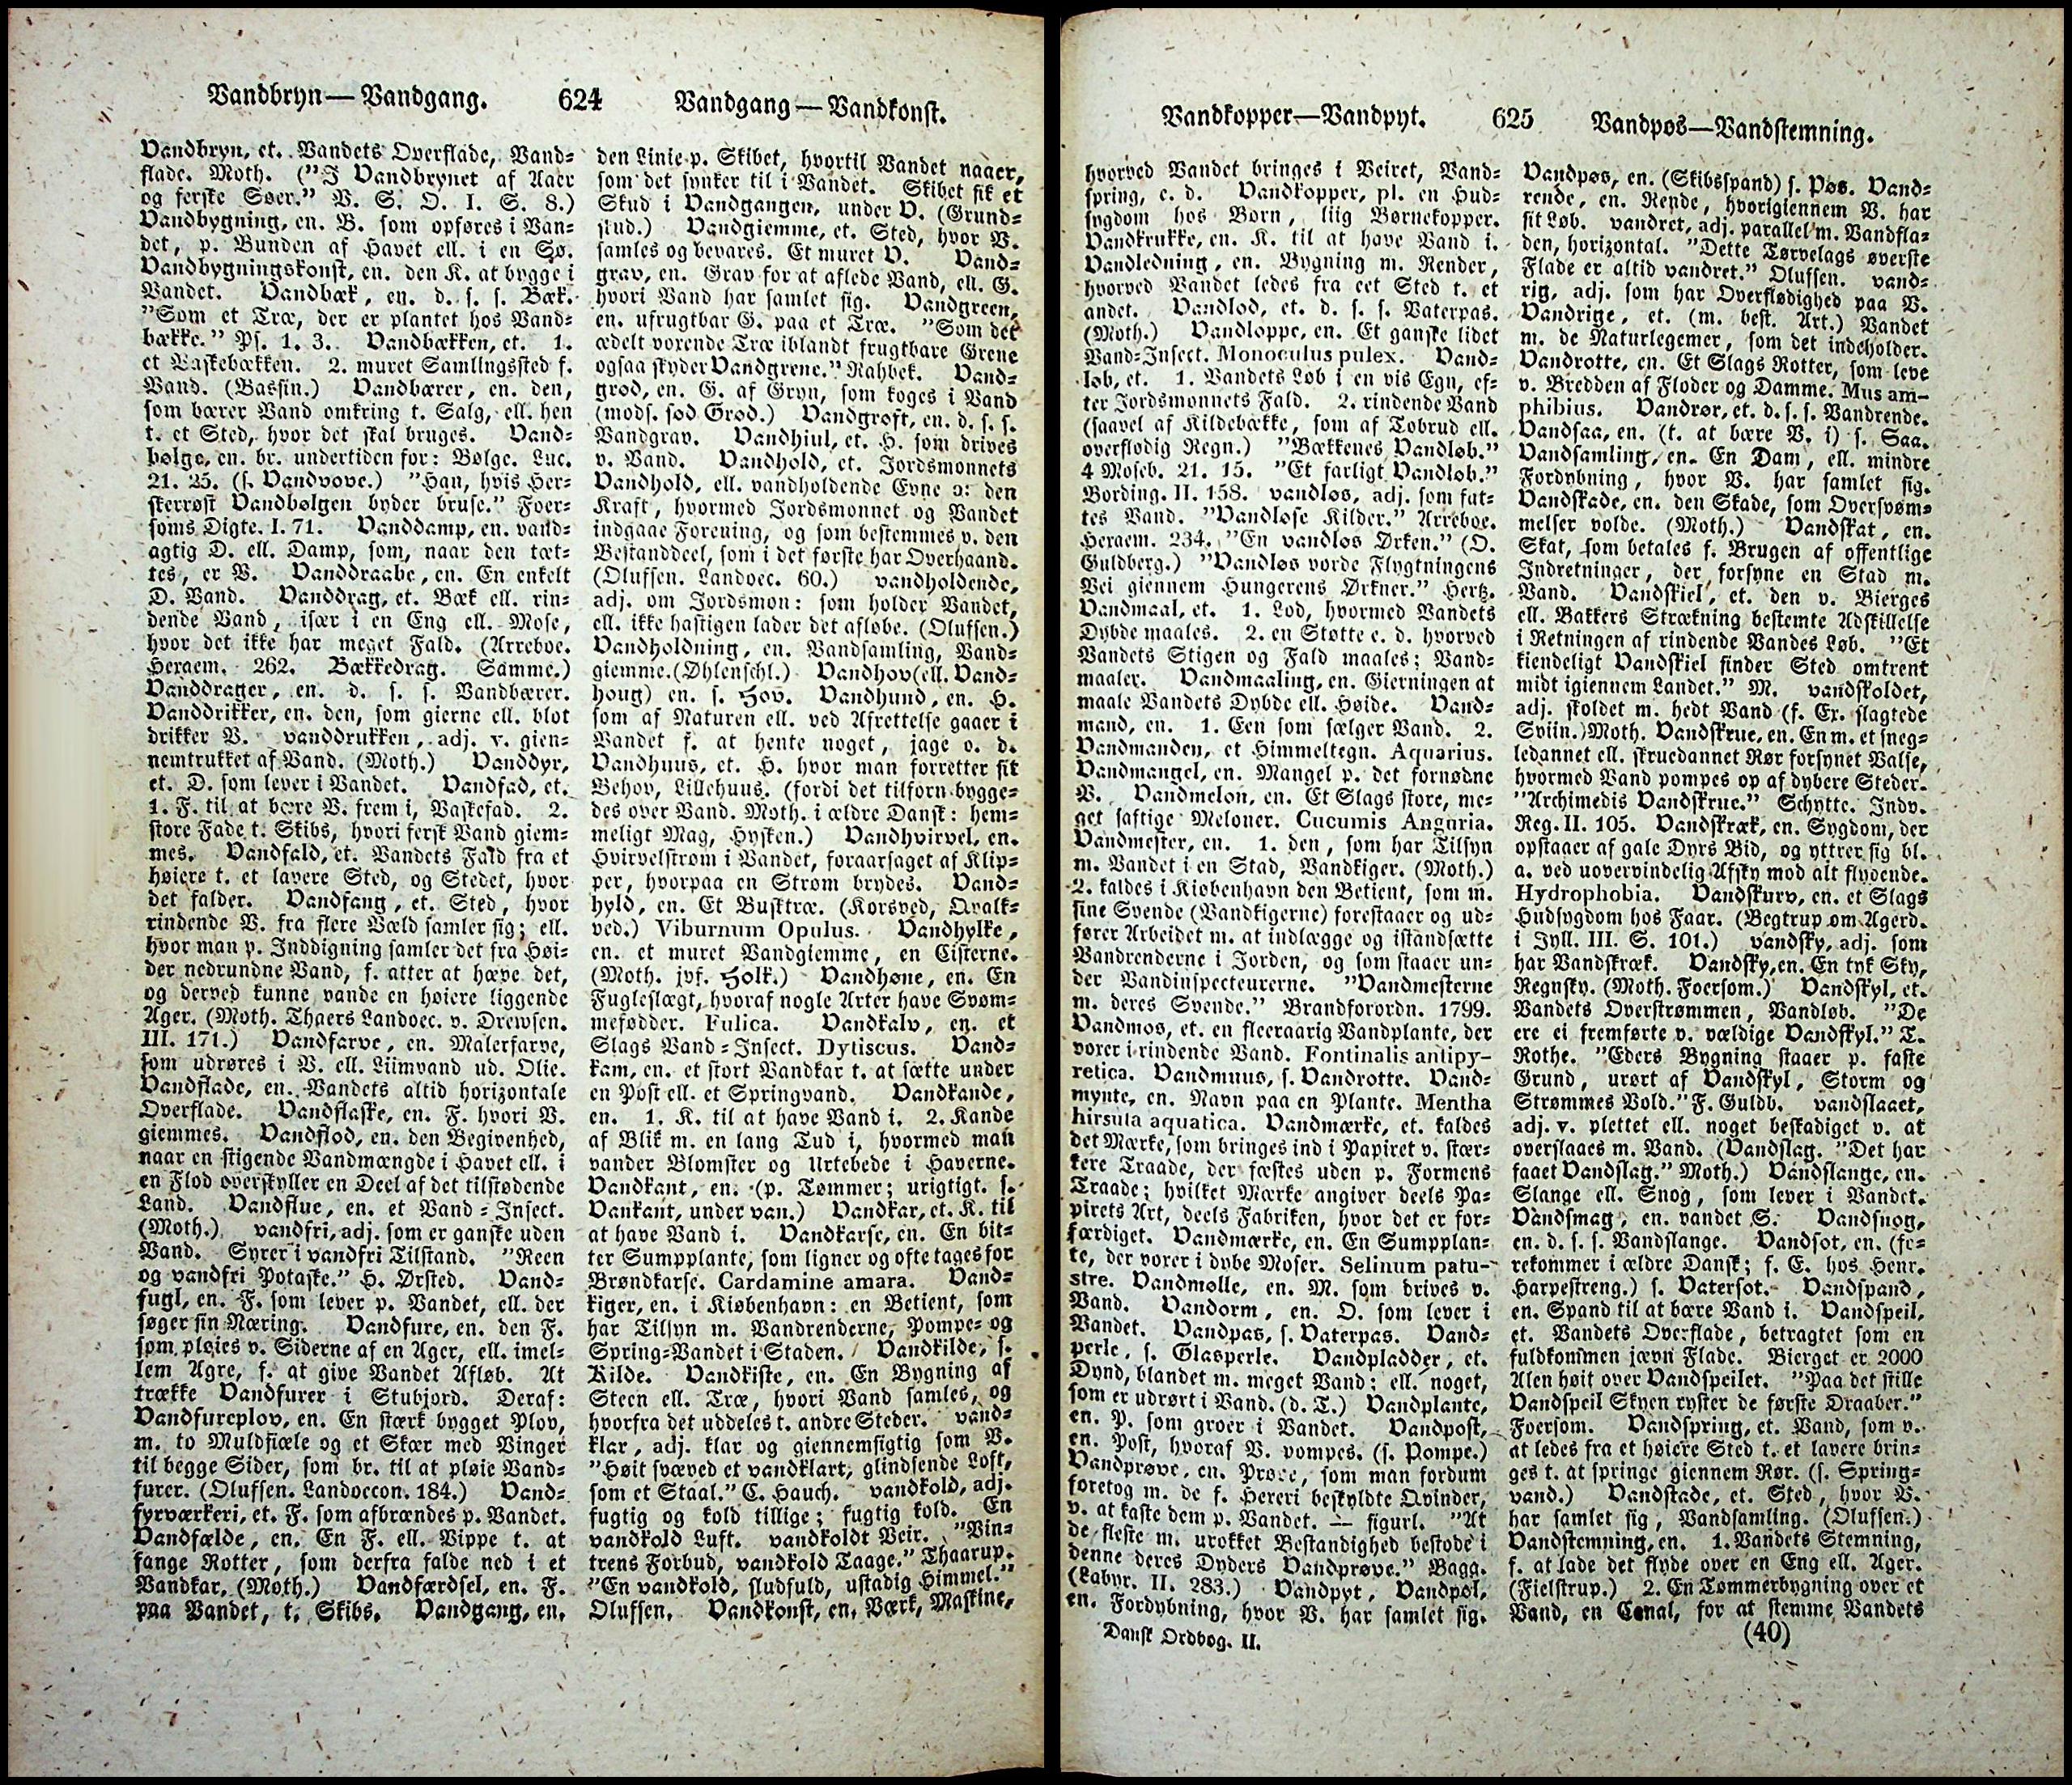 Vandbryn— Vandgang.
624
Vandgang — Vandkonst.
Vandbryn, et. Vandets Overflade, Vand=
flade. Moth. ("I Vandbrynet af Aaer
og ferske Søer." V. S. O. I. S. 8.)
Vandbygning, en. B. som opføres i Van=
det, p. Bunden af Havet ell. i en Sø.
Vandbygningskonst, en. den K. at bygge i
Vandet. Vandbæk, en. d. s. s. Bæk.
"Som et Træ, der er plantet hos Vand=
bække." Ps. 1. 3. Vandbækken, et. 1.
et Vaskebækken. 2. muret Samlingssted f.
Vand. (Bassin.) Vandbærer, en. den,
som bærer Vand omkring t. Salg, ell. hen
t. et Sted, hvor det skal bruges. Vand=
bølge, en. br. undertiden for: Bølge. Luc.
21. 25. (s. Vandvove.) "Han, hvis Her=
skerrøst Vandbølgen byder bruse." Foer=
soms Digte. I. 71. Vanddamp, en. vand=
agtig D. ell. Damp, som, naar den tæt=
tes, er V. Vanddraabe, en. En enkelt
D. Vand. Vanddrag, et. Bæk ell. rin=
dende Vand, især i en Eng ell. Mose,
hvor det ikke har meget Fald. (Arreboe.
Heraem. 262. Bækkedrag. Samme.)
Vanddrager, en. d. s. s. Vandbærer.
Vanddrikker, en. den, som gierne ell. blot
drikker V. vanddrukken, adj. v. gien=
nemtrukket af Vand. (Moth.) Vanddyr,
et. D. som lever i Vandet. Vandfad, et.
1. F. til at bære V. frem i, Vaskefad. 2.
store Fade t. Skibs, hvori fersk Vand giem=
mes. Vandfald, et. Vandets Fald fra et
høiere t. et lavere Sted, og Stedet, hvor
det falder. Vandfang, et. Sted, hvor
rindende V. fra flere Væld samler sig; ell.
hvor man p. Inddigning samler det fra Høi=
der nedrundne Vand, f. atter at hæve det,
og derved kunne vande en høiere liggende
Ager. (Moth. Thaers Landoec. v. Drewsen.
III. 171.) Vandfarve, en. Malerfarve,
som udrøres i V. ell. Liimvand ud. Olie.
Vandflade, en. Vandets altid horizontale
Overflade. Vandflaske, en. F. hvori V.
giemmes. Vandflod, en. den Begivenhed,
naar en stigende Vandmængde i Havet ell. i
en Flod overskyller en Deel af det tilstødende
Land. Vandflue, en. et Vand = Insect.
(Moth.) vandfri, adj. som er ganske uden
Vand. Syrer i vandfri Tilstand. "Reen
og vandfri Potaske." H. Ørsted. Vand=
fugl, en. F. som lever p. Vandet, ell. der
søger sin Næring. Vandfure, en. den F.
som pløies v. Siderne af en Ager, ell. imel=
lem Agre, f. at give Vandet Afløb. At
trække Vandfurer i Stubjord. Deraf:
Vandfureplov, en. En stærk bygget Plov,
m. to Muldfiæle og et Skær med Vinger
til begge Sider, som br. til at pløie Vand=
furer. (Olufsen. Landoecon. 184.) Vand=
fyrværkeri, et. F. som afbrændes p. Vandet.
Vandfælde, en. En F. ell. Vippe t. at
fange Rotter, som derfra falde ned i et
Vandkar, (Moth.) Vandfærdsel, en. F.
paa Vandet, t. Skibs. Vandgang, en.
den Linie p. Skibet, hvortil Vandet naaer,
som det synker til i Vandet. Skibet fik et
Skud i Vandgangen, under V. (Grund=
skud.) Vandgiemme, et. Sted, hvor V.
samles og bevares. Et muret V. Vand=
grav, en. Grav for at aflede Vand, ell. G.
hvori Vand har samlet sig. Vandgreen,
en. ufrugtbar G. paa et Træ. "Som det
ædelt voxende Træ iblandt frugtbare Grene
ogsaa skyder Vandgrene." Rahbek. Vand=
grød, en. G. af Gryn, som koges i Vand
(mods. sød Grød.) Vandgrøft, en. d. s. s.
Vandgrav. Vandhiul, et. H. som drives
v. Vand. Vandhold, et. Jordsmonnets
Vandhold, ell. vandholdende Evne ɔ: den
Kraft, hvormed Jordsmonnet og Vandet
indgaae Forening, og som bestemmes v. den
Bestanddeel, som i det første har Overhaand.
(Olufsen. Landoec. 60.) vandholdende,
adj. om Jordsmon: som holder Vandet,
ell. ikke hastigen lader det afløbe. (Olufsen.)
Vandholdning, en. Vandsamling, Vand=
giemme. (Øhlenschl.) Vandhov (ell. Vand=
houg) en. s. Hov. Vandhund, en. H.
som af Naturen ell. ved Afrettelse gaaer i
Vandet f. at hente noget, jage o. d.
Vandhuus, et. H. hvor man forretter sit
Behov, Lillehuus. (fordi det tilforn bygge=
des over Vand. Moth. i ældre Dansk: hem=
meligt Mag, Hysken.) Vandhvirvel, en.
Hvirvelstrøm i Vandet, foraarsaget af Klip=
per, hvorpaa en Strøm brydes. Vand=
hyld, en. Et Busktræ. (Korsved, Qvalk=
ved.) Viburnum Opulus. Vandhylke,
en. et muret Vandgiemme, en Cisterne.
(Moth. jvf. Holk.) Vandhøne, en. En
Fugleslægt, hvoraf nogle Arter have Svøm=
mefødder. Fulica. Vandkalv, en. et
Slags Vand = Insect. Dytiscus. Vand=
kam, en. et stort Vandkar t. at sætte under
en Post ell. et Springvand. Vandkande,
en. 1. K. til at have Vand i. 2. Kande
af Blik m. en lang Tud i, hvormed man
vander Blomster og Urtebede i Haverne.
Vandkant, en. (p. Tømmer; urigtigt. s.
Vankant, under van.) Vandkar, et. K. til
at have Vand i. Vandkarse, en. En bit=
ter Sumpplante, som ligner og ofte tages for
Brøndkarse. Cardamine amara. Vand=
kiger, en. i Kiøbenhavn: en Betient, som
har Tilsyn m. Vandrenderne, Pompe= og
Spring=Vandet i Staden. Vandkilde, s.
Kilde. Vandkiste, en. En Bygning af
Steen ell. Træ, hvori Vand samles, og
hvorfra det uddeles t. andre Steder. vand=
klar, adj. klar og giennemsigtig som V.
"Høit svæved et vandklart, glindsende Loft,
som et Staal." C. Hauch. vandkold, adj.
fugtig og kold tillige; fugtig kold. En
vandkold Luft. vandkoldt Veir. "Vin=
trens Forbud, vandkold Taage." Thaarup.
"En vandkold, sludfuld, ustadig Himmel."
Olufsen. Vandkonst, en. Værk, Maskine,
Vandkopper—Vandpyt.
625
Vandpøs—Vandstemning.
hvorved Vandet bringes i Veiret, Vand=
spring, e. d. Vandkopper, pl. en Hud=
sygdom hos Børn, liig Børnekopper.
Vandkrukke, en. K. til at have Vand i.
Vandledning, en. Bygning m. Render,
hvorved Vandet ledes fra eet Sted t. et
andet. Vandlod, et. d. s. s. Vaterpas.
(Moth.) Vandloppe, en. Et ganske lidet
Vand=Insect. Monoculus pulex. Vand=
løb, et. 1. Vandets Løb i en vis Egn, ef=
ter Jordsmonnets Fald. 2. rindende Vand
(saavel af Kildebække, som af Tøbrud ell.
overflødig Regn.) "Bækkenes Vandløb."
4 Moseb. 21. 15. "Et farligt Vandløb."
Bording. II. 158. vandløs, adj. som fat=
tes Vand. "Vandløse Kilder." Arreboe.
Heraem. 234. "En vandløs Ørken." (O.
Guldberg.) "Vandløs vorde Flygtningens
Vei giennem Hungerens Ørkner." Hertz.
Vandmaal, et. 1. Lod, hvormed Vandets
Dybde maales. 2. en Støtte e. d. hvorved
Vandets Stigen og Fald maales; Vand=
maaler. Vandmaaling, en. Gierningen at
maale Vandets Dybde ell. Høide. Vand=
mand, en. 1. Een som sælger Vand. 2.
Vandmanden, et Himmeltegn. Aquarius.
Vandmangel, en. Mangel p. det fornødne
V. Vandmelon, en. Et Slags store, me=
get saftige Meloner. Cucumis Anguria.
Vandmester, en. 1. den, som har Tilsyn
m. Vandet i en Stad, Vandkiger. (Moth.)
2. kaldes i Kiøbenhavn den Betient, som m.
sine Svende (Vandkigerne) forestaaer og ud=
fører Arbeidet m. at indlægge og istandsætte
Vandrenderne i Jorden, og som staaer un=
der Vandinspecteurerne. "Vandmesterne
m. deres Svende." Brandforordn. 1799.
Vandmos, et. en fleeraarig Vandplante, der
voxer i rindende Vand. Fontinalis antipy-
retica. Vandmuus, s. Vandrotte. Vand=
mynte, en. Navn paa en Plante. Mentha
hirsuta aquatica. Vandmærke, et. kaldes
det Mærke, som bringes ind i Papiret v. stær=
kere Traade, der fæstes uden p. Formens
Traade; hvilket Mærke angiver deels Pa=
pirets Art, deels Fabriken, hvor det er for=
færdiget. Vandmærke, en. En Sumpplan=
te, der voxer i dybe Moser. Selinum palu-
stre. Vandmølle, en. M. som drives v.
Vand. Vandorm, en. O. som lever i
Vandet. Vandpas, s. Vaterpas. Vand=
perle, s. Glasperle. Vandpladder, et.
Dynd, blandet m. meget Vand; ell. noget,
som er udrørt i Vand. (d. T.) Vandplante,
en. P. som groer i Vandet. Vandpost,
en. Post, hvoraf V. pompes. (s. Pompe.)
Vandprøve, en. Prøve, som man fordum
foretog m. de f. Hexeri beskyldte Qvinder,
v. at kaste dem p. Vandet. — figurl. "At
de fleste m. urokket Bestandighed bestode i
denne deres Dyders Vandprøve." Bagg.
(Labyr. II. 283.) Vandpyt, Vandpøl,
en. Fordybning, hvor V. har samlet sig.
Dansk Ordbog. II.
Vandpøs, en. (Skibsspand) s. Pøs. Vand=
rende, en. Rende, hvorigiennem V. har
sit Løb. vandret, adj. parallel m. Vandfla=
den, horizontal. "Dette Tørvelags øverste
Flade er altid vandret." Olufsen. vand=
rig, adj. som har Overflødighed paa V.
Vandrige, et. (m. best. Art.) Vandet
m. de Naturlegemer, som det indeholder.
Vandrotte, en. Et Slags Rotter, som leve
v. Bredden af Floder og Damme. Mus am-
phibius. Vandrør, et. d. s. s. Vandrende.
Vandsaa, en. (t. at bære V. i) s. Saa.
Vandsamling, en. En Dam, ell. mindre
Fordybning, hvor V. har samlet sig.
Vandskade, en. den Skade, som Oversvøm=
melser volde. (Moth.) Vandskat, en.
Skat, som betales f. Brugen af offentlige
Indretninger, der forsyne en Stad m.
Vand. Vandskiel, et. den v. Bierges
ell. Bakkers Strækning bestemte Adskillelse
i Retningen af rindende Vandes Løb. "Et
kiendeligt Vandskiel finder Sted omtrent
midt igiennem Landet." M. vandskoldet,
adj. skoldet m. hedt Vand (f. Ex. slagtede
Sviin.) Moth. Vandskrue, en. En m. et sneg=
ledannet ell. skruedannet Rør forsynet Valse,
hvormed Vand pompes op af dybere Steder.
"Archimedis Vandskrue." Schytte. Indv.
Reg. II. 105. Vandskræk, en. Sygdom, der
opstaaer af gale Dyrs Bid, og yttrer sig bl.
a. ved uovervindelig Afsky mod alt flydende.
Hydrophobia. Vandskurv, en. et Slags
Hudsygdom hos Faar. (Begtrup om Agerd.
i Jyll. III. S. 101.) vandsky, adj. som
har Vandskræk. Vandsky, en. En tyk Sky,
Regnsky. (Moth. Foersom.) Vandskyl, et.
Vandets Overstrømmen, Vandløb. "De
ere ei fremførte v. vældige Vandskyl." T.
Rothe. "Eders Bygning staaer p. faste
Grund, urørt af Vandskyl, Storm og
Strømmes Vold." F. Guldb. vandslaaet,
adj. v. plettet ell. noget beskadiget v. at
overslaaes m. Vand. (Vandslag. "Det har
faaet Vandslag." Moth.) Vandslange, en.
Slange ell. Snog, som lever i Vandet.
Vandsmag, en. vandet S. Vandsnog,
en. d. s. s. Vandslange. Vandsot, en. (fo=
rekommer i ældre Dansk; f. E. hos Henr.
Harpestreng.) s. Vatersot. Vandspand,
en. Spand til at bære Vand i. Vandspeil,
et. Vandets Overflade, betragtet som en
fuldkommen jævn Flade. Bierget er 2000
Alen høit over Vandspeilet. "Paa det stille
Vandspeil Skyen ryster de første Draaber."
Foersom. Vandspring, et. Vand, som v.
at ledes fra et høiere Sted t. et lavere brin=
ges t. at springe giennem Rør. (s. Spring=
vand.) Vandstade, et. Sted, hvor V.
har samlet sig, Vandsamling. (Olufsen.)
Vandstemning, en. 1. Vandets Stemning,
f. at lade det flyde over en Eng ell. Ager.
(Fielstrup.) 2. En Tømmerbygning over et
Vand, en Canal, for at stemme Vandets
(40)